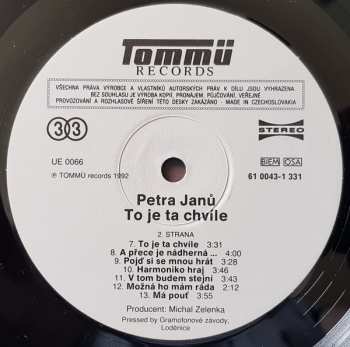 Tommü
RECORDS
VŠECHNA PRÁVA VÝROBCE A VLASTNÍKŮ AUTORSKÝCH PRÁV K DÍLU JSOU VYHRAZENA
BEZ SOUHLASU JE VÝROBA KOPIÍ, PRONÁJEM, PŮJČOVÁNÍ, VEŘEJNÉ
PROVOZOVÁNÍ A ROZHLASOVÉ ŠÍŘENÍ TÉTO DESKY ZAKÁZÁNO - MADE IN CZECHOSLOVAKIA
33
STEREO
UE 0066
BIEM OSA
Ⓟ TOMMÜ records 1992
61 0043-1 331
Petra Janů
To je ta chvíle
2. STRANA
7. To je ta chvíle 3:31
8. A přece je nádherná ... 4:00
9. Pojď si se mnou hrát 3:28
10. Harmoniko hraj 3:46
11. V tom budem stejní 4:30
12. Možná ho mám ráda 3:10
13. Má pouť 3:55
Producent: Michal Zelenka
Pressed by Gramofonové závody,
Loděnice